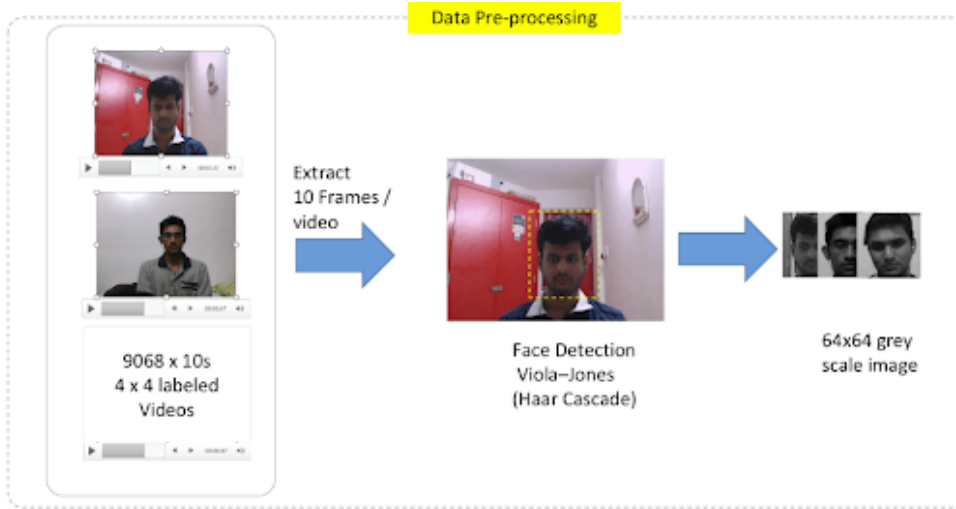 Data Pre-processing
Extract
10 Frames /
video
9068 x 10s
4 x 4 labeled
Videos
Face Detection
Viola–Jones
(Haar Cascade)
64x64 grey
scale image